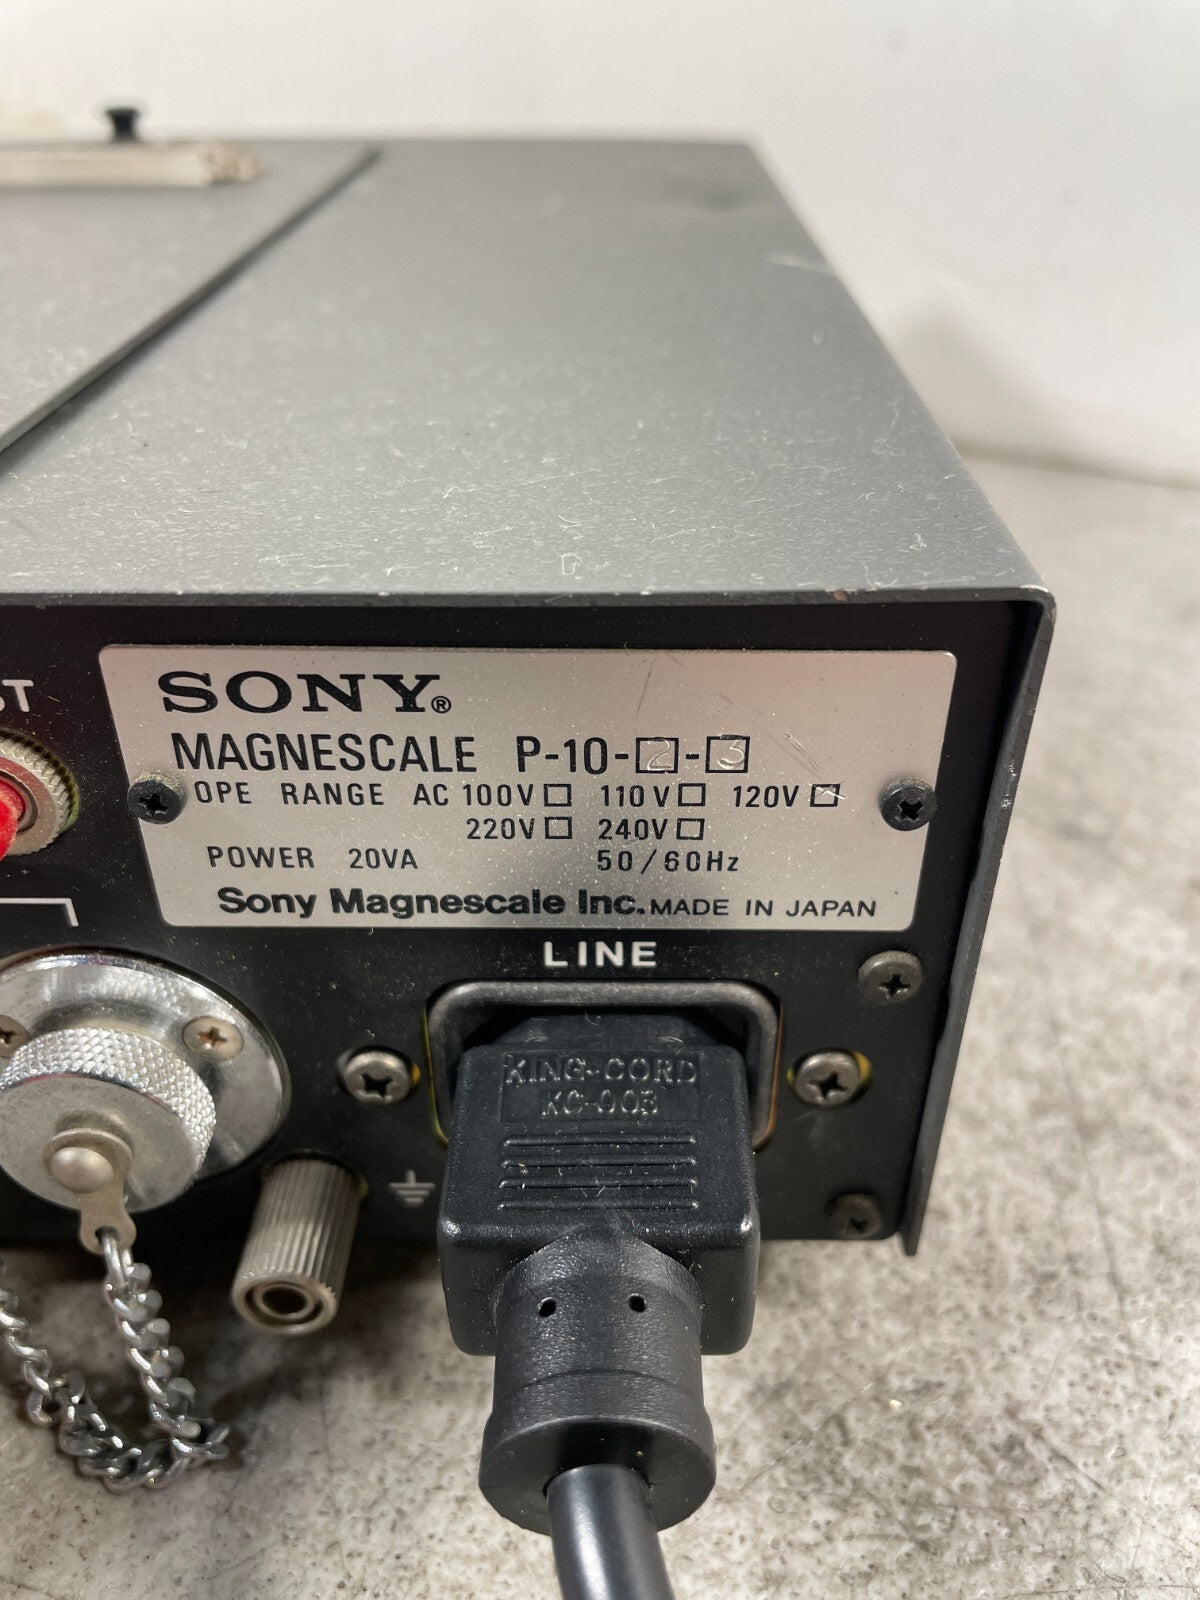 ST
SONY®
MAGNESCALE P-10-2-3
OPE RANGE AC 100V□ 110V□ 120V□
220V□ 240V□
POWER 20VA 50/60Hz
Sony Magnescale Inc. MADE IN JAPAN
LINE
KING-CORD
KC-003